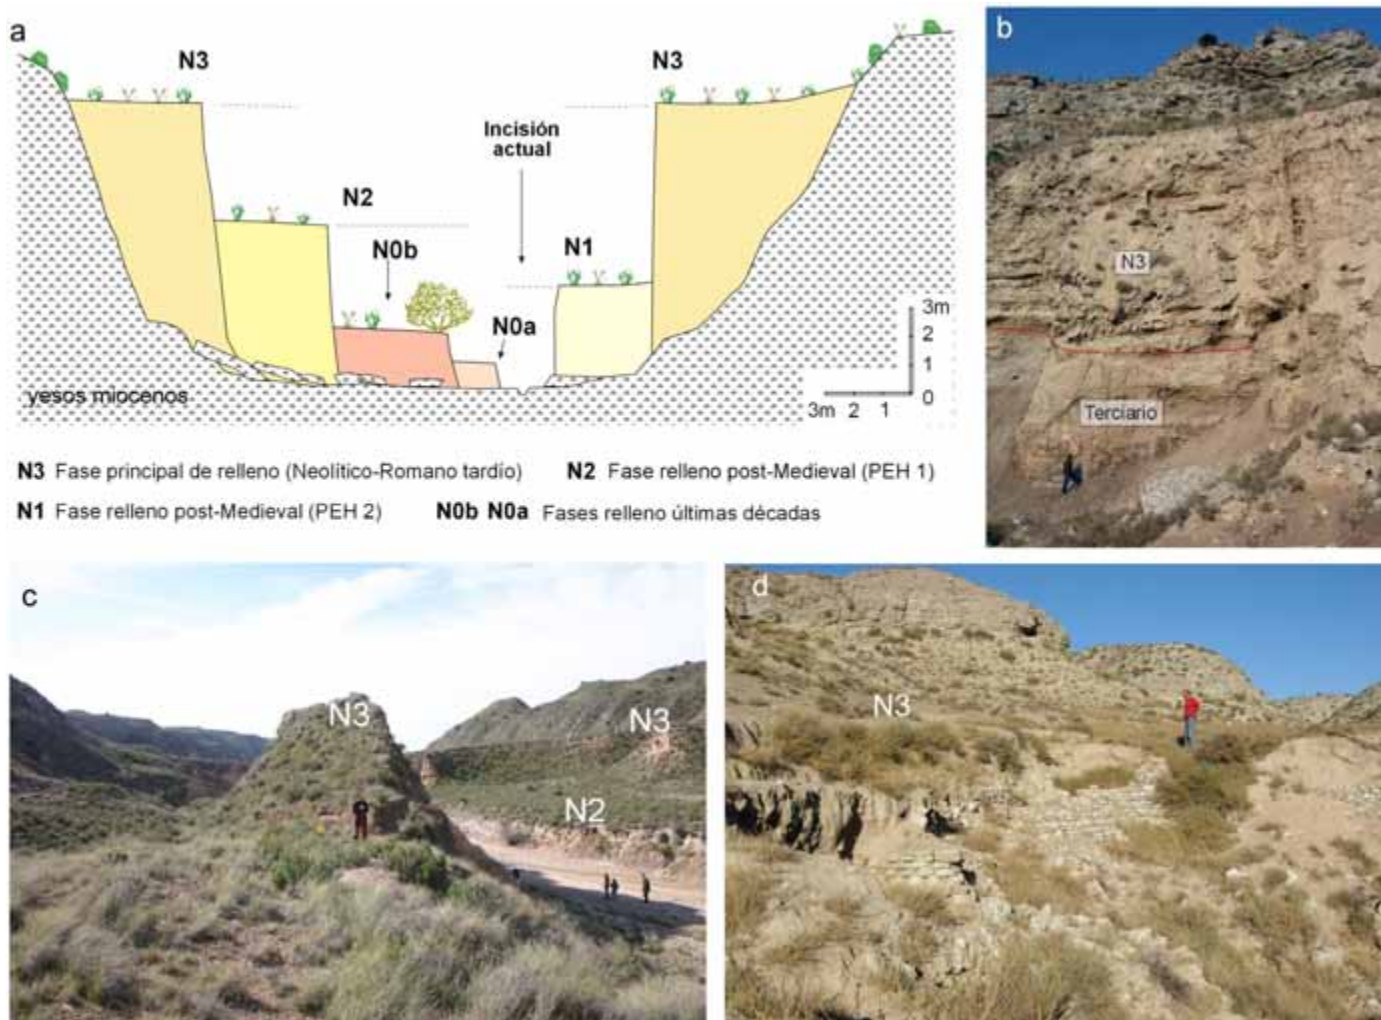 a
N3
N3
b
Incisión
actual
N2
N0b
N1
N0a
3m
2
1
0
3m 2 1
yesos miocenos
N3
Terciario
N3 Fase principal de relleno (Neolítico-Romano tardío) N2 Fase relleno post-Medieval (PEH 1)
N1 Fase relleno post-Medieval (PEH 2) N0b N0a Fases relleno últimas décadas
c
N3
N3
N2
d
N3